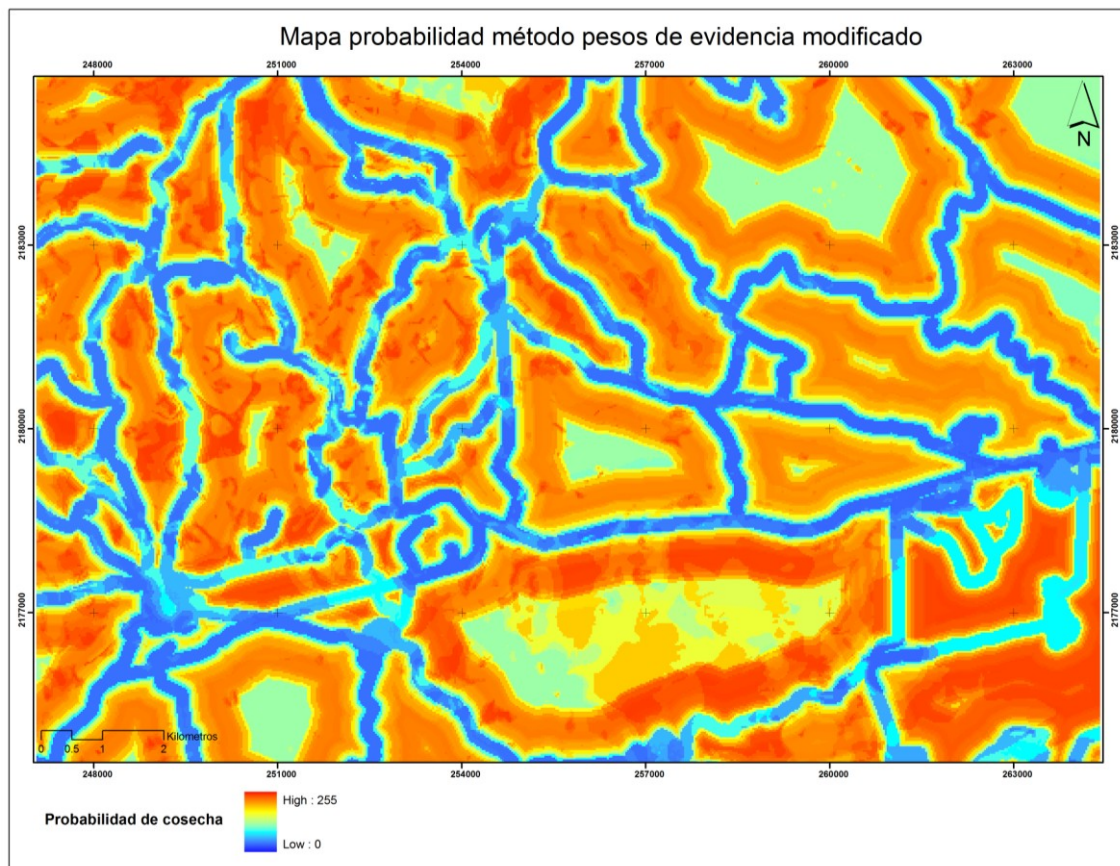 Mapa probabilidad método pesos de evidencia modificado
248000 251000 254000 257000 260000 263000
N
2183000 2183000
2180000 2180000
2177000 2177000
0 0.5 1 2 Kilometros
248000 251000 254000 257000 260000 263000
Probabilidad de cosecha
High : 255
Low : 0